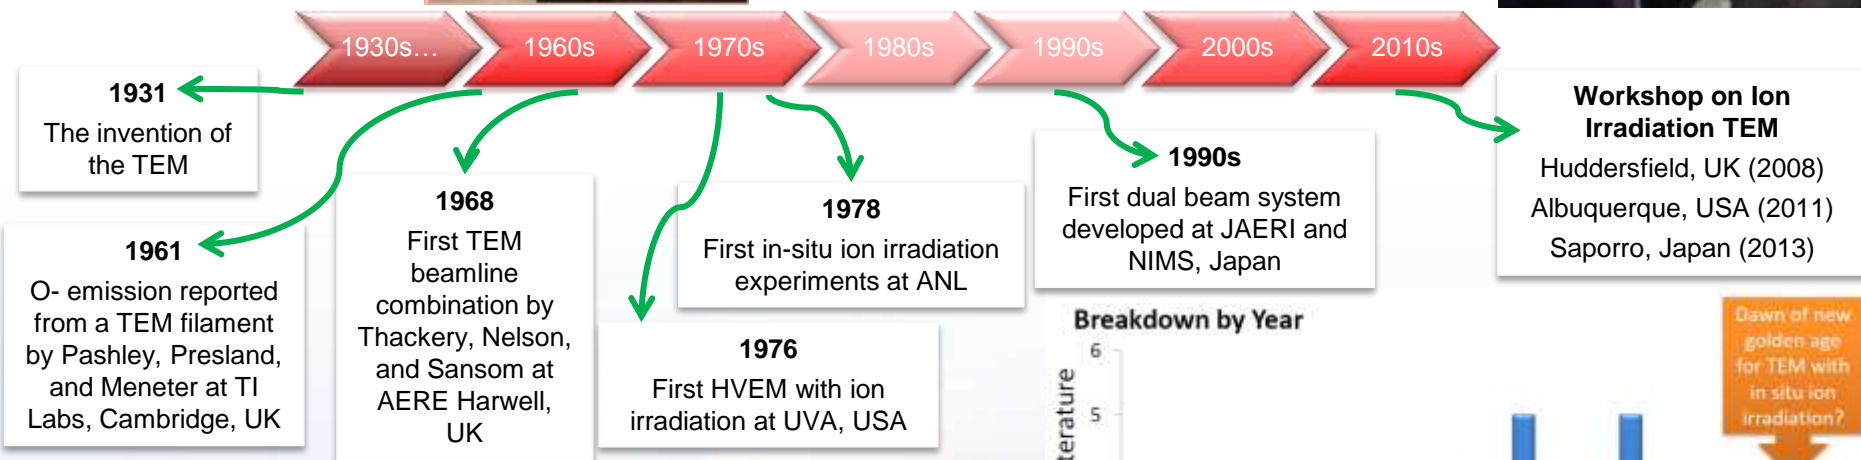 1930s...
1960s
1970s
1980s
1990s
2000s
2010s
1931
The invention of
the TEM
1961
O- emission reported
from a TEM filament
by Pashley, Presland,
and Meneter at TI
Labs, Cambridge, UK
1968
First TEM
beamline
combination by
Thackery, Nelson,
and Sansom at
AERE Harwell,
UK
1976
First HVEM with ion
irradiation at UVA, USA
1978
First in-situ ion irradiation
experiments at ANL
1990s
First dual beam system
developed at JAERI and
NIMS, Japan
Workshop on Ion
Irradiation TEM
Huddersfield, UK (2008)
Albuquerque, USA (2011)
Saporro, Japan (2013)
Breakdown by Year
6
5
Dawn of new
golden age
for TEM with
in situ ion
irradiation?